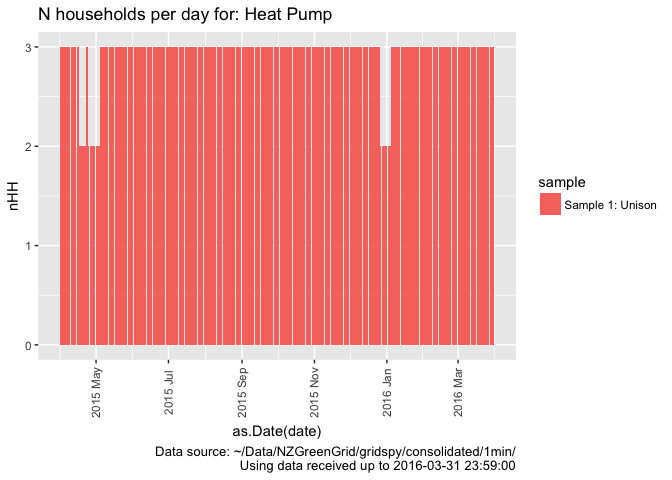 N households per day for: Heat Pump
3
2
1
0
nHH
2015 May
2015 Jul
2015 Sep
2015 Nov
2016 Jan
2016 Mar
as.Date(date)
sample
Sample 1: Unison
Data source: ~/Data/NZGreenGrid/gridspy/consolidated/1min/
Using data received up to 2016-03-31 23:59:00